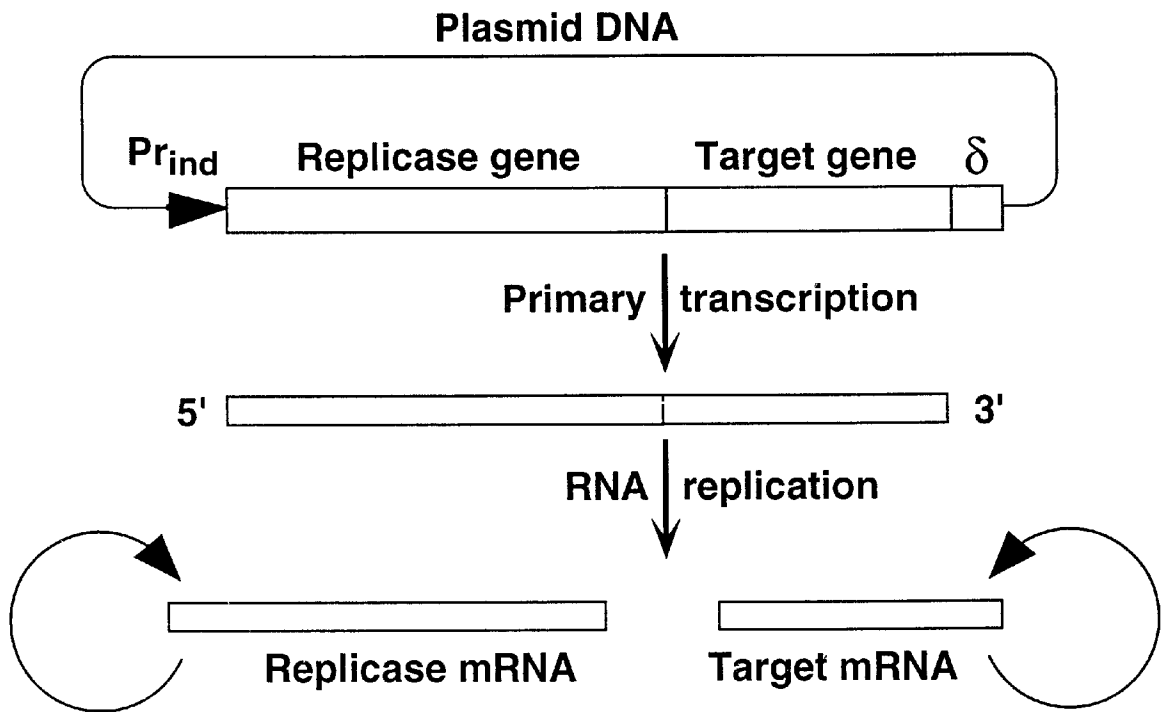 Plasmid DNA
Pr_ind Replicase gene Target gene δ
Primary transcription
5' 3'
RNA replication
Replicase mRNA Target mRNA